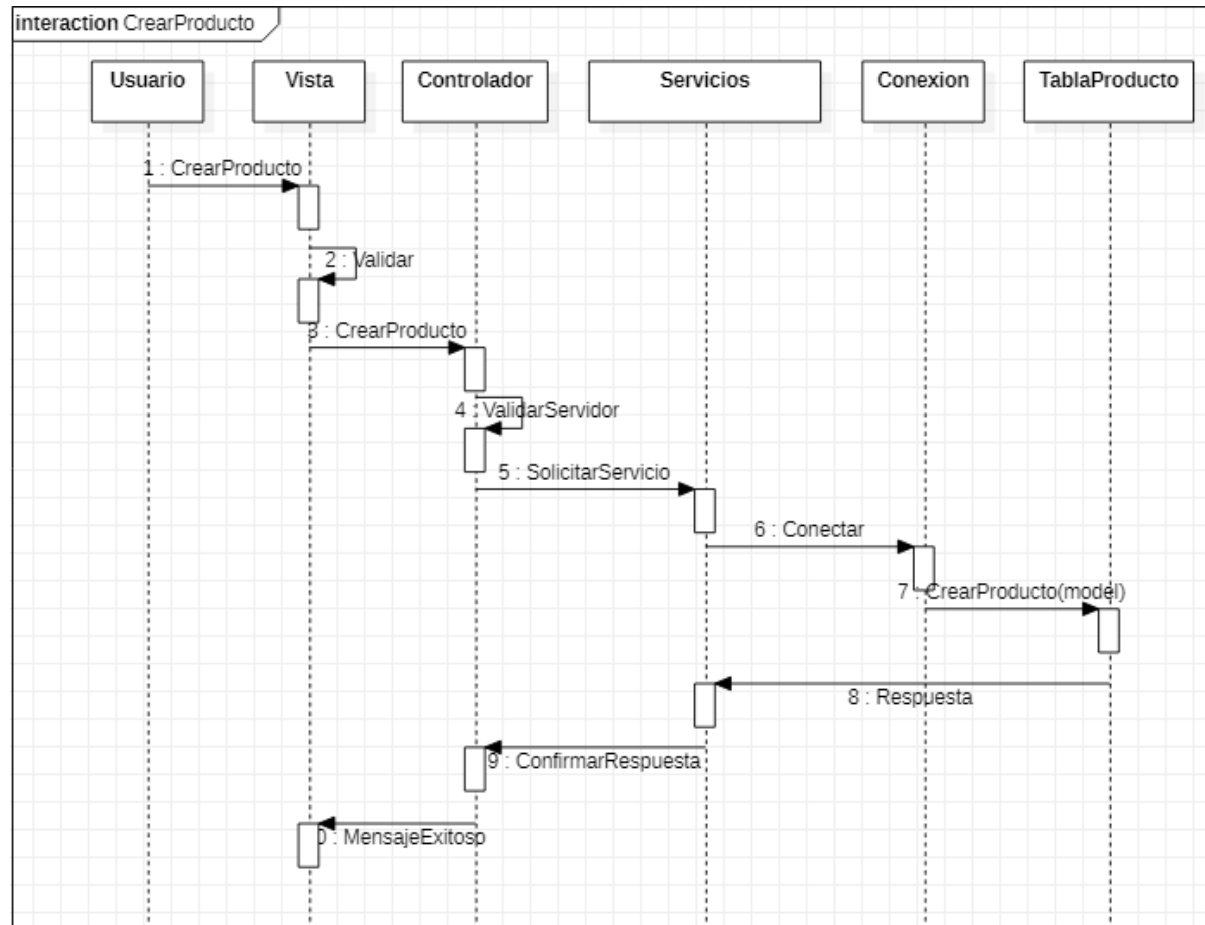 interaction CrearProducto
Usuario
Vista
Controlador
Servicios
Conexion
TablaProducto
1 : CrearProducto
2 : Validar
3 : CrearProducto
4 : ValidarServidor
5 : SolicitarServicio
6 : Conectar
7 : CrearProducto(model)
8 : Respuesta
9 : ConfirmarRespuesta
0 : MensajeExitoso